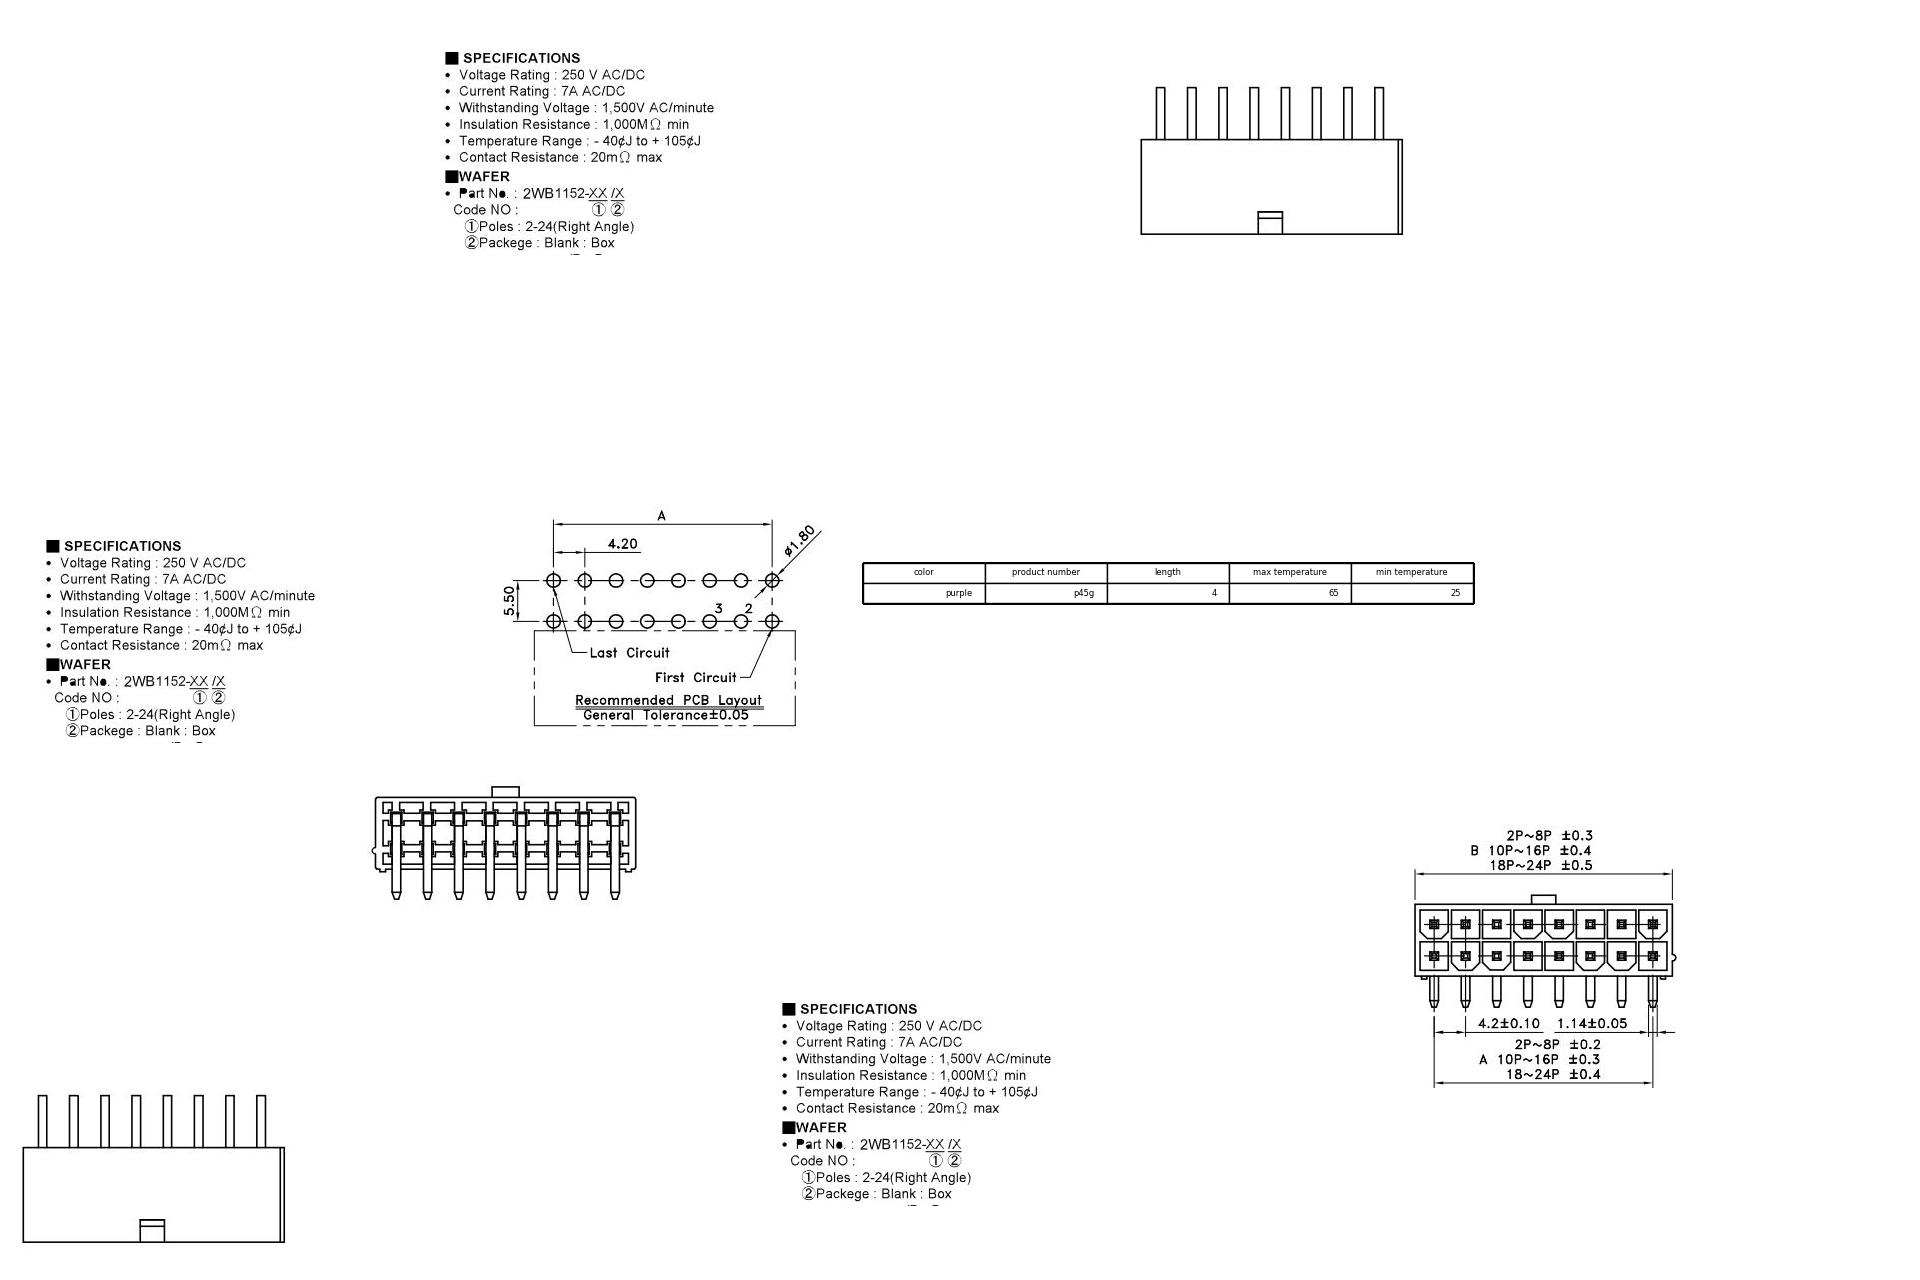 ■ SPECIFICATIONS
• Voltage Rating : 250 V AC/DC
• Current Rating : 7A AC/DC
• Withstanding Voltage : 1,500V AC/minute
• Insulation Resistance : 1,000MΩ min
• Temperature Range : - 40¢J to + 105¢J
• Contact Resistance : 20mΩ max
■WAFER
• Part No. : 2WB1152-XX /X
Code NO : ① ②
①Poles : 2-24(Right Angle)
②Packege : Blank : Box
■ SPECIFICATIONS
• Voltage Rating : 250 V AC/DC
• Current Rating : 7A AC/DC
• Withstanding Voltage : 1,500V AC/minute
• Insulation Resistance : 1,000MΩ min
• Temperature Range : - 40¢J to + 105¢J
• Contact Resistance : 20mΩ max
■WAFER
• Part No. : 2WB1152-XX /X
Code NO : ① ②
①Poles : 2-24(Right Angle)
②Packege : Blank : Box
A
4.20
ø1.80
5.50
3 2
Last Circuit
First Circuit
Recommended PCB Layout
General Tolerance±0.05
color product number length max temperature min temperature
purple p45g 4 65 25
2P~8P ±0.3
B 10P~16P ±0.4
18P~24P ±0.5
4.2±0.10 1.14±0.05
2P~8P ±0.2
A 10P~16P ±0.3
18~24P ±0.4
■ SPECIFICATIONS
• Voltage Rating : 250 V AC/DC
• Current Rating : 7A AC/DC
• Withstanding Voltage : 1,500V AC/minute
• Insulation Resistance : 1,000MΩ min
• Temperature Range : - 40¢J to + 105¢J
• Contact Resistance : 20mΩ max
■WAFER
• Part No. : 2WB1152-XX /X
Code NO : ① ②
①Poles : 2-24(Right Angle)
②Packege : Blank : Box